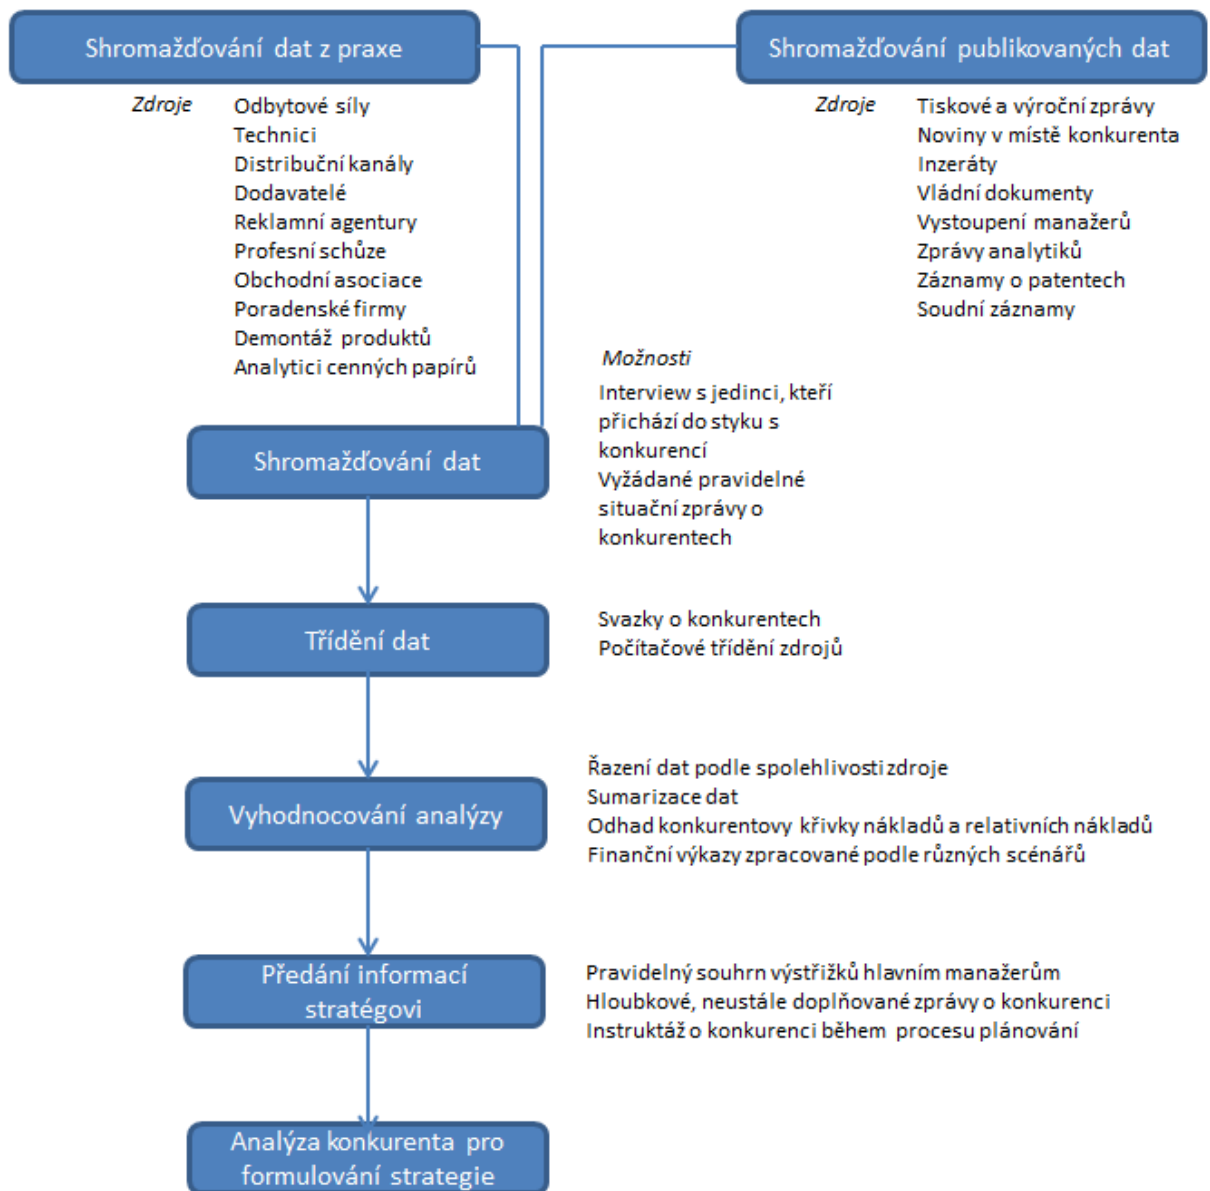 Shromažďování dat z praxe
Zdroje
Odbytové síly
Technici
Distribuční kanály
Dodavatelé
Reklamní agentury
Profesní schůze
Obchodní asociace
Poradenské firmy
Demontáž produktů
Analytici cenných papírů
Shromažďování publikovaných dat
Zdroje
Tiskové a výroční zprávy
Noviny v místě konkurenta
Inzeráty
Vládní dokumenty
Vystoupení manažerů
Zprávy analytiků
Záznamy o patentech
Soudní záznamy
Shromažďování dat
Možnosti
Interview s jedinci, kteří
přichází do styku s
konkurencí
Vyžádané pravidelné
situační zprávy o
konkurentech
Třídění dat
Svazky o konkurentech
Počítačové třídění zdrojů
Vyhodnocování analýzy
Řazení dat podle spolehlivosti zdroje
Sumarizace dat
Odhad konkurentovy křivky nákladů a relativních nákladů
Finanční výkazy zpracované podle různých scénářů
Předání informací
stratégovi
Pravidelný souhrn výstřižků hlavním manažerům
Hloubkové, neustále doplňované zprávy o konkurenci
Instruktáž o konkurenci během procesu plánování
Analýza konkurenta pro
formulování strategie